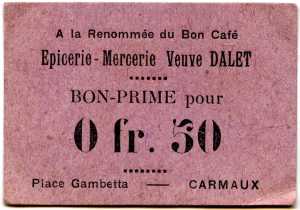 A la Renommée du Bon Café
Epicerie - Mercerie Veuve DALET
BON-PRIME pour
0 fr. 50
Place Gambetta — CARMAUX